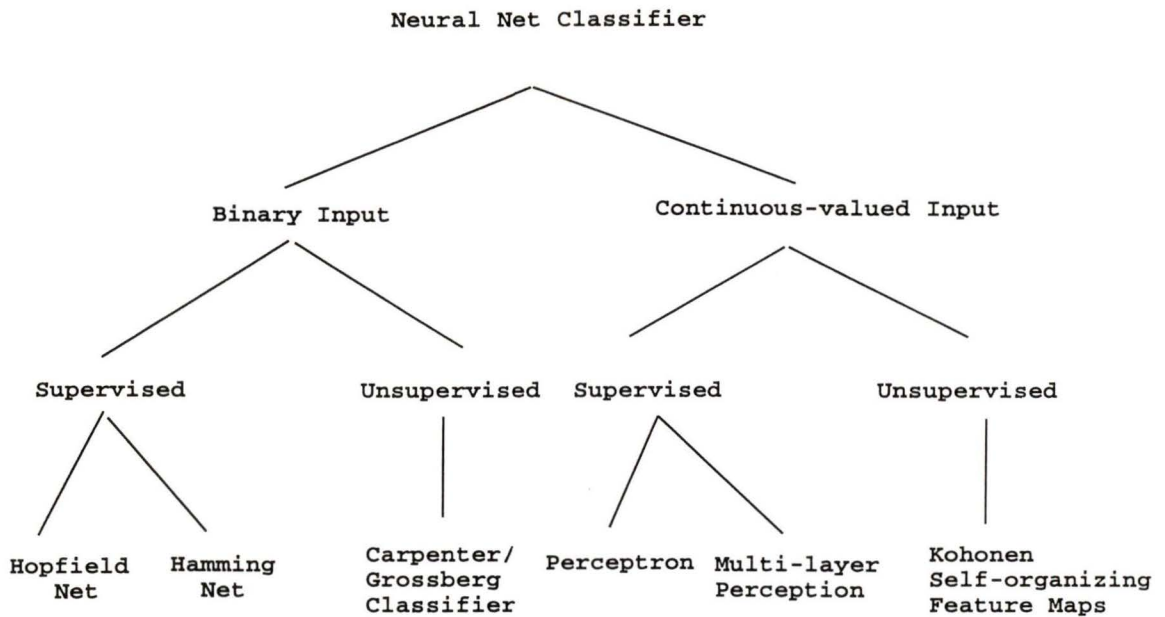 Neural Net Classifier
Binary Input
Continuous-valued Input
Supervised
Unsupervised
Supervised
Unsupervised
Hopfield
Net
Hamming
Net
Carpenter/
Grossberg
Classifier
Perceptron
Multi-layer
Perception
Kohonen
Self-organizing
Feature Maps